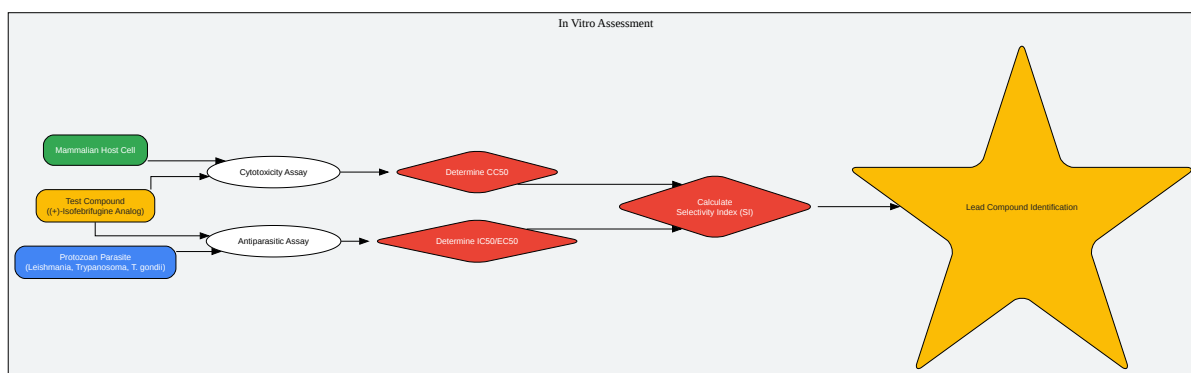 In Vitro Assessment
Mammalian Host Cell
Cytotoxicity Assay
Determine CC50
Test Compound
((+)-Isofebrifugine Analog)
Calculate
Selectivity Index (SI)
Lead Compound Identification
Antiparasitic Assay
Determine IC50/EC50
Protozoan Parasite
(Leishmania, Trypanosoma, T. gondii)